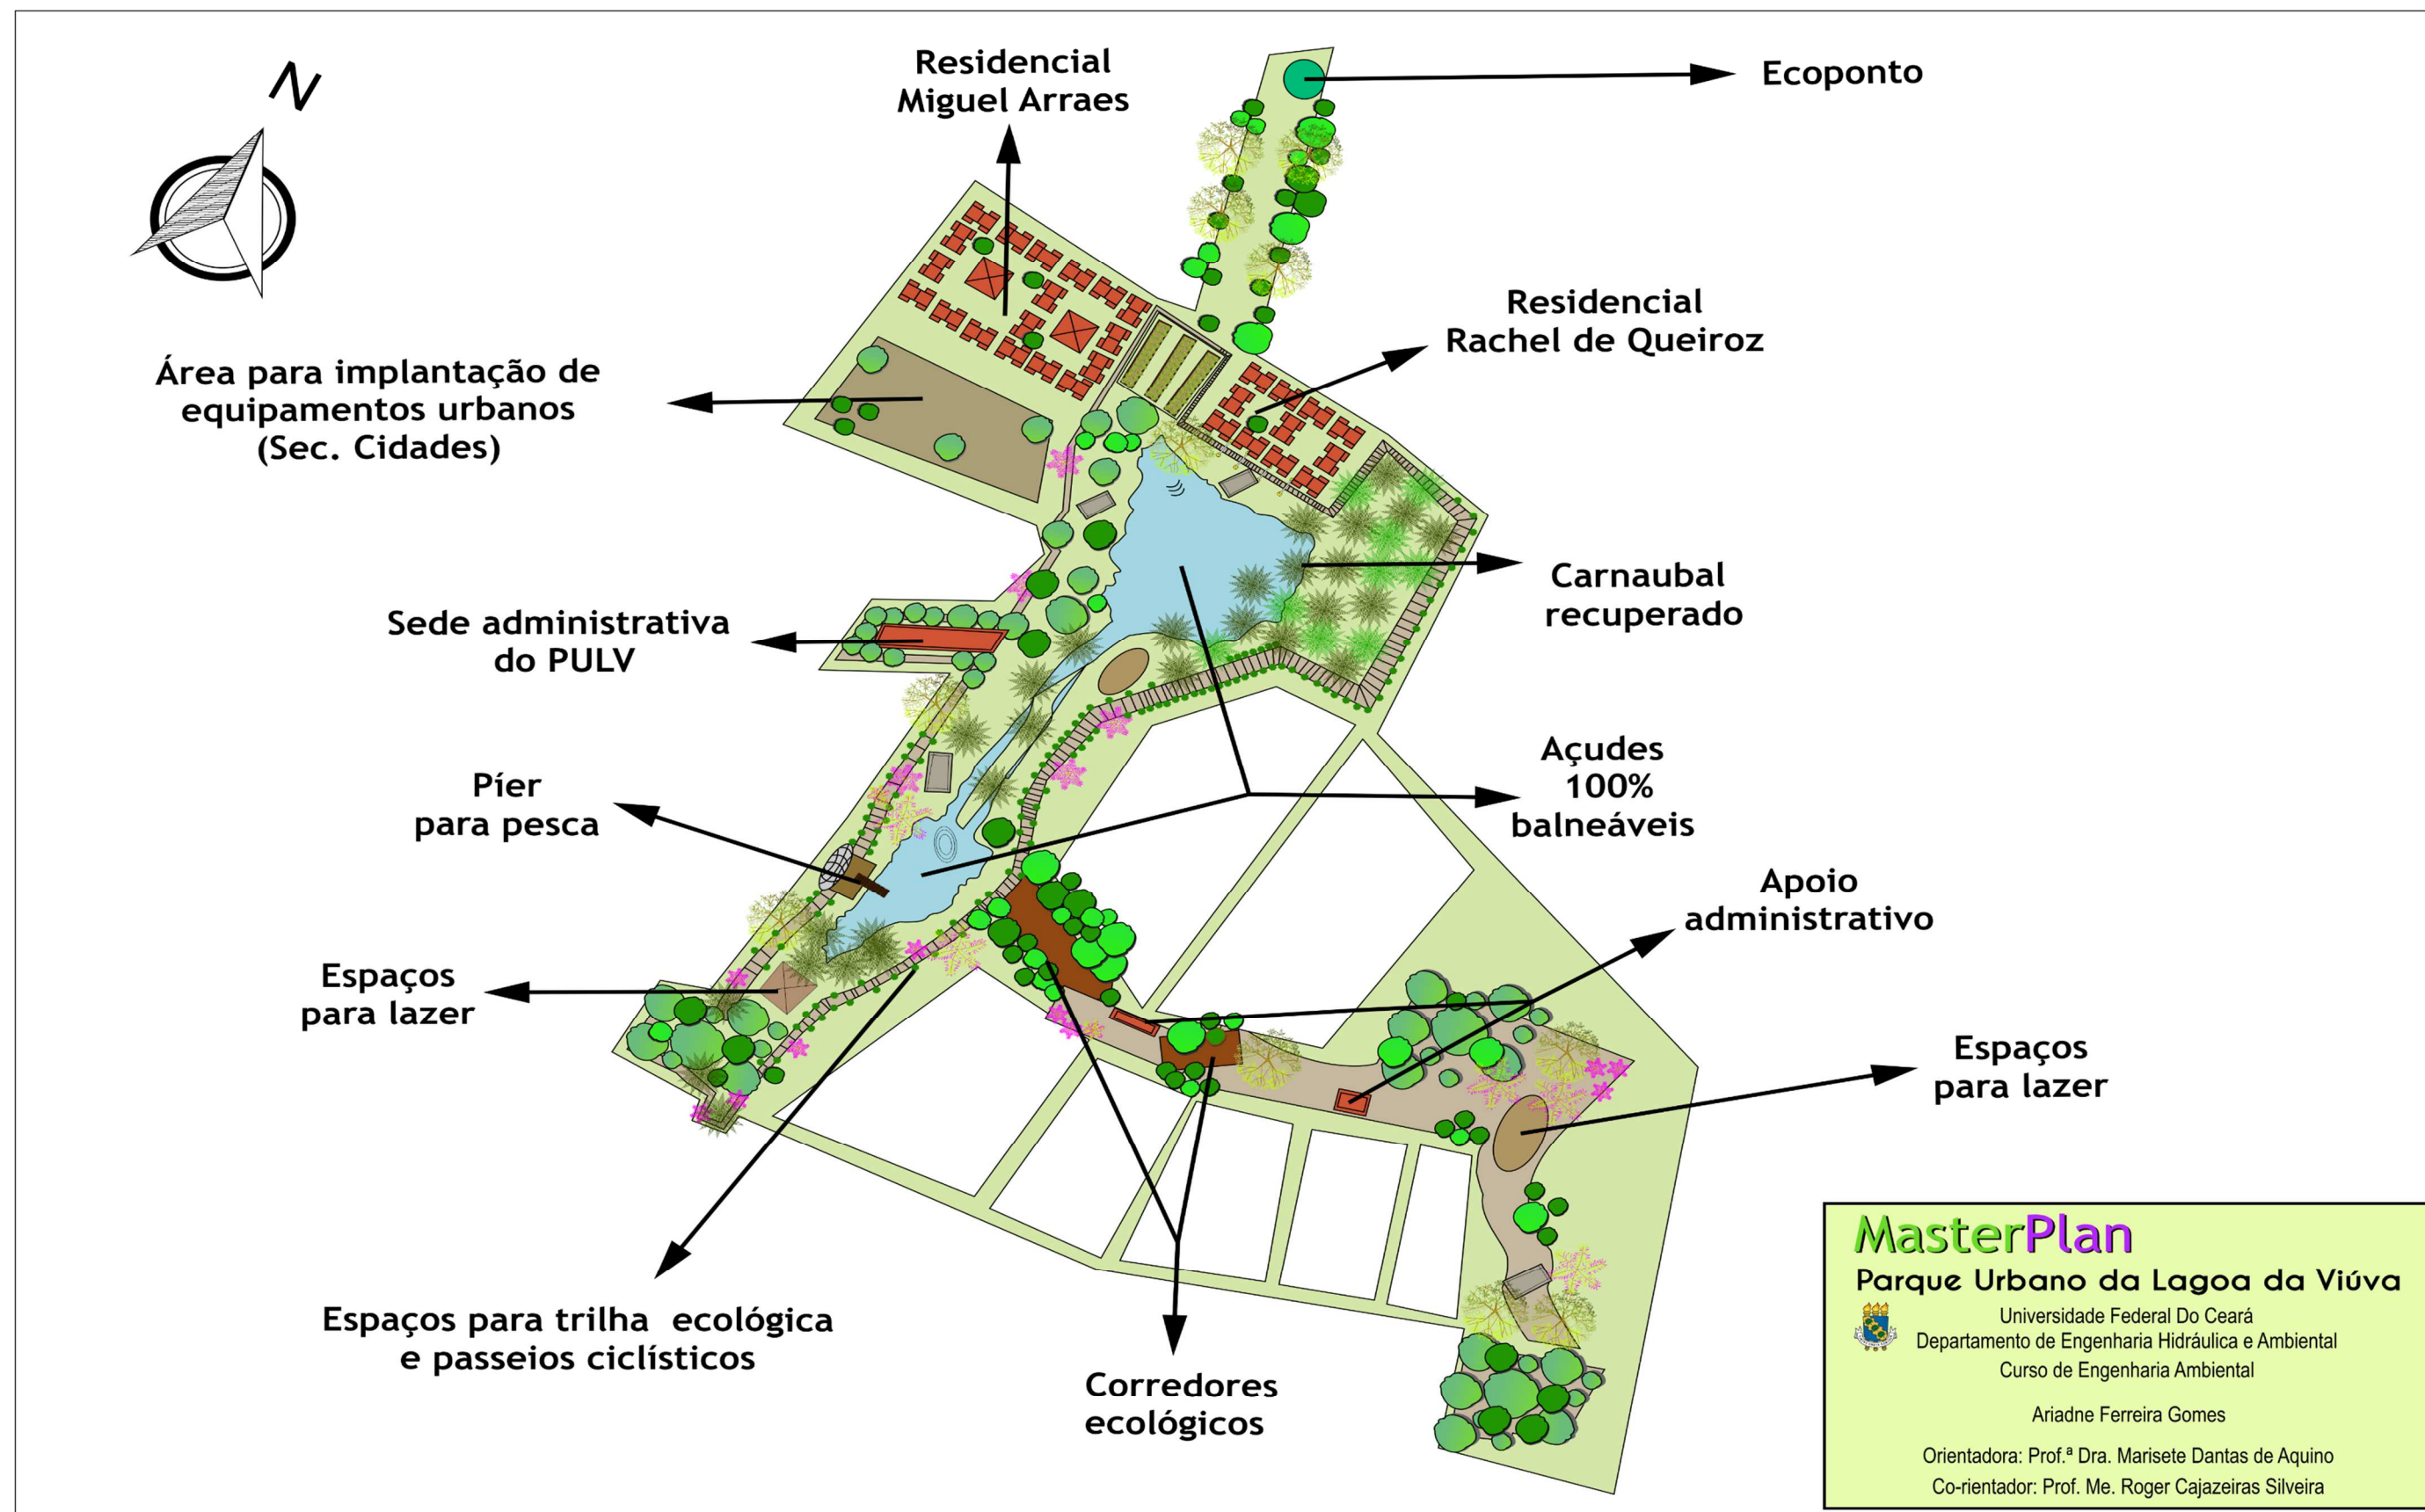 N
Residencial
Miguel Arraes
Ecoponto
Residencial
Rachel de Queiroz
Área para implantação de
equipamentos urbanos
(Sec. Cidades)
Carnaubal
recuperado
Sede administrativa
do PULV
Açudes
100%
balneáveis
Píer
para pesca
Apoio
administrativo
Espaços
para lazer
Espaços
para lazer
Espaços para trilha ecológica
e passeios ciclísticos
Corredores
ecológicos
MasterPlan
Parque Urbano da Lagoa da Viúva
Universidade Federal Do Ceará
Departamento de Engenharia Hidráulica e Ambiental
Curso de Engenharia Ambiental
Ariadne Ferreira Gomes
Orientadora: Prof.ª Dra. Marisete Dantas de Aquino
Co-rientador: Prof. Me. Roger Cajazeiras Silveira